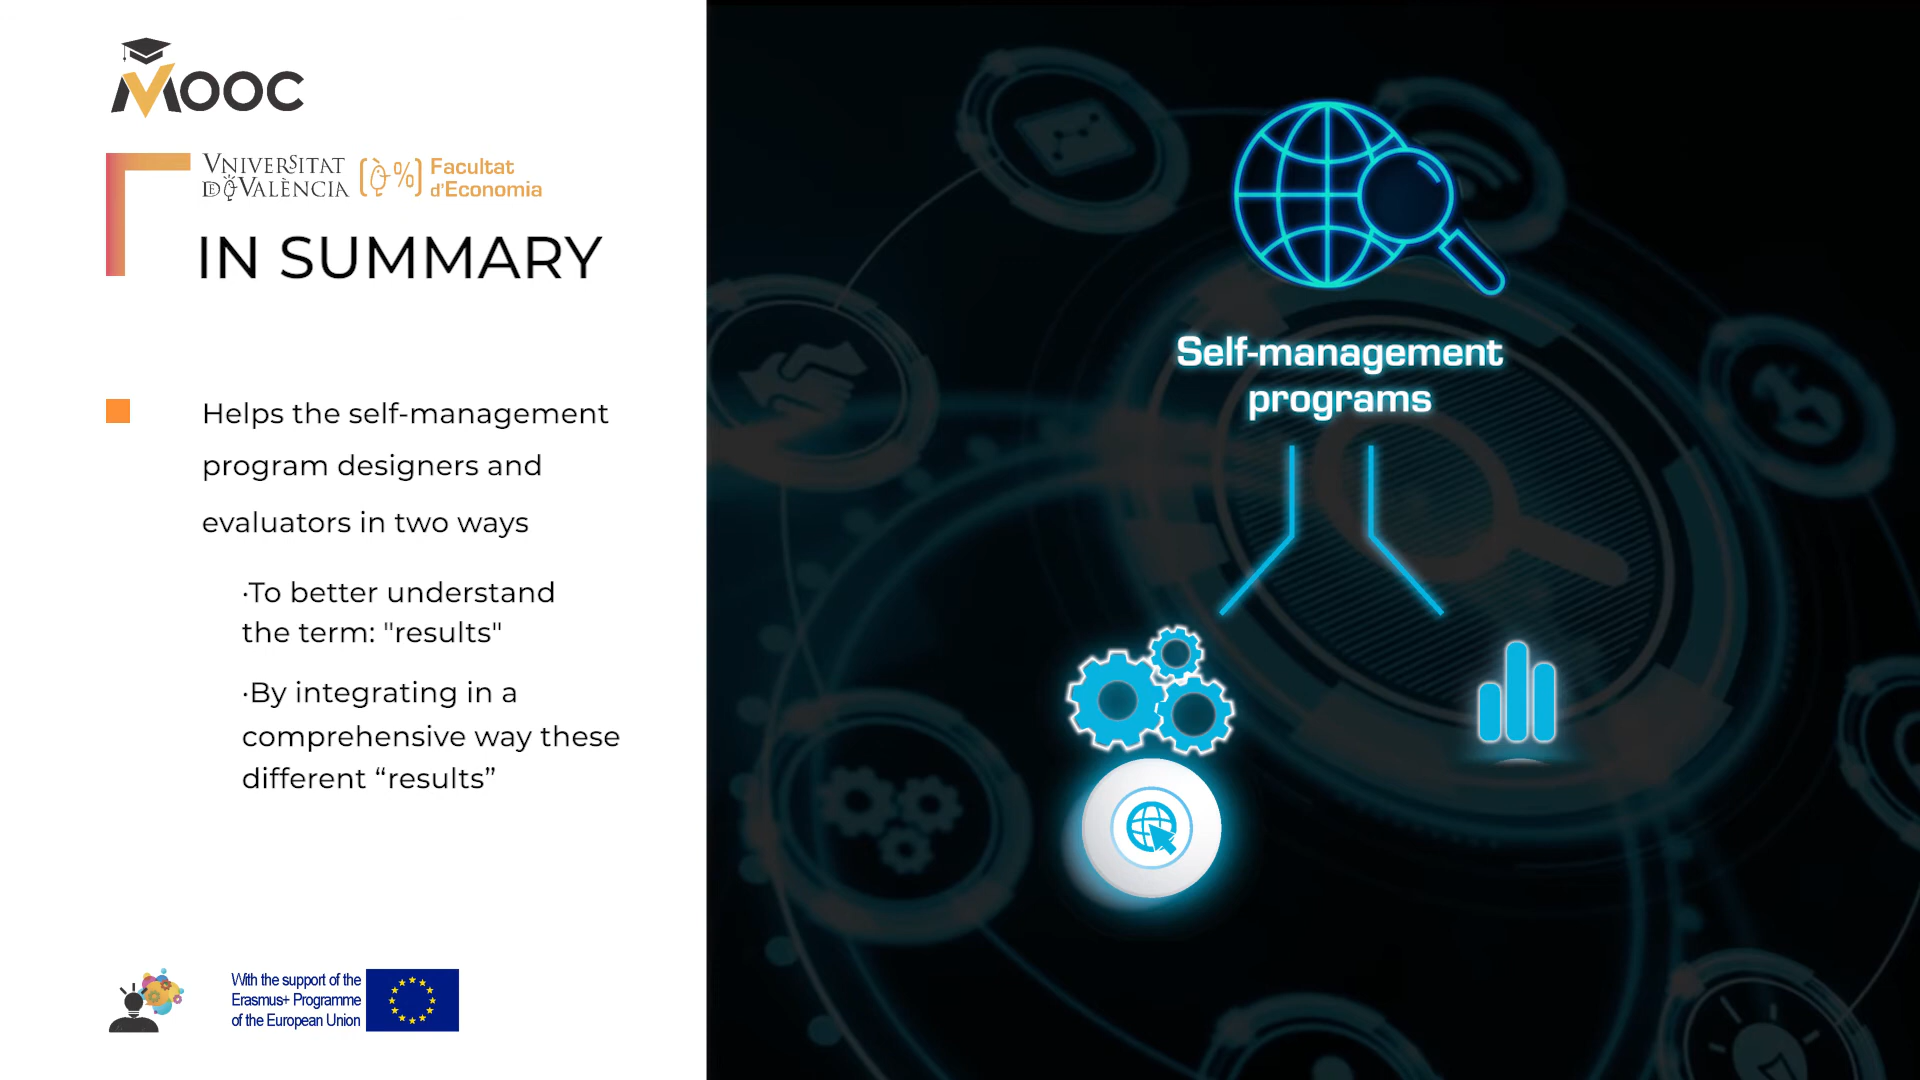 MOOC
VNIVERSITAT
DE VALÈNCIA
Facultat
d'Economia
IN SUMMARY
Helps the self-management
program designers and
evaluators in two ways
·To better understand
the term: "results"
·By integrating in a
comprehensive way these
different “results”
With the support of the
Erasmus+ Programme
of the European Union
Self-management
programs